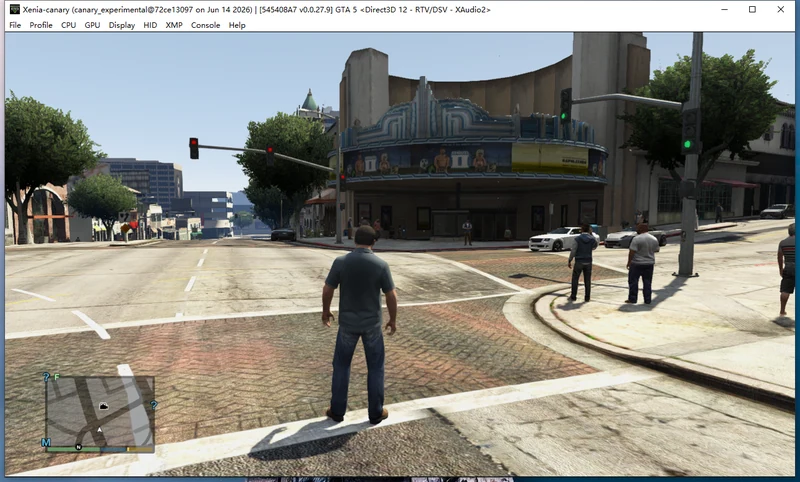 Xenia-canary (canary_experimental@72ce13097 on Jun 14 2026) | [545408A7 v0.0.27.9] GTA 5 <Direct3D 12 - RTV/DSV - XAudio2>
File Profile CPU GPU Display HID XMP Console Help
? F
?
M
N